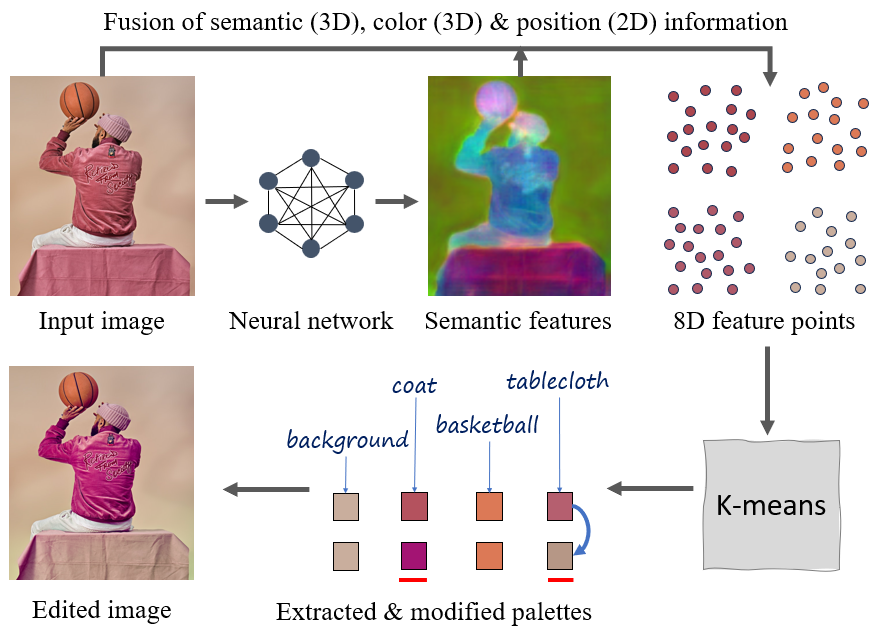 Fusion of semantic (3D), color (3D) & position (2D) information
Input image
Neural network
Semantic features
8D feature points
coat
tablecloth
background
basketball
K-means
Edited image
Extracted & modified palettes